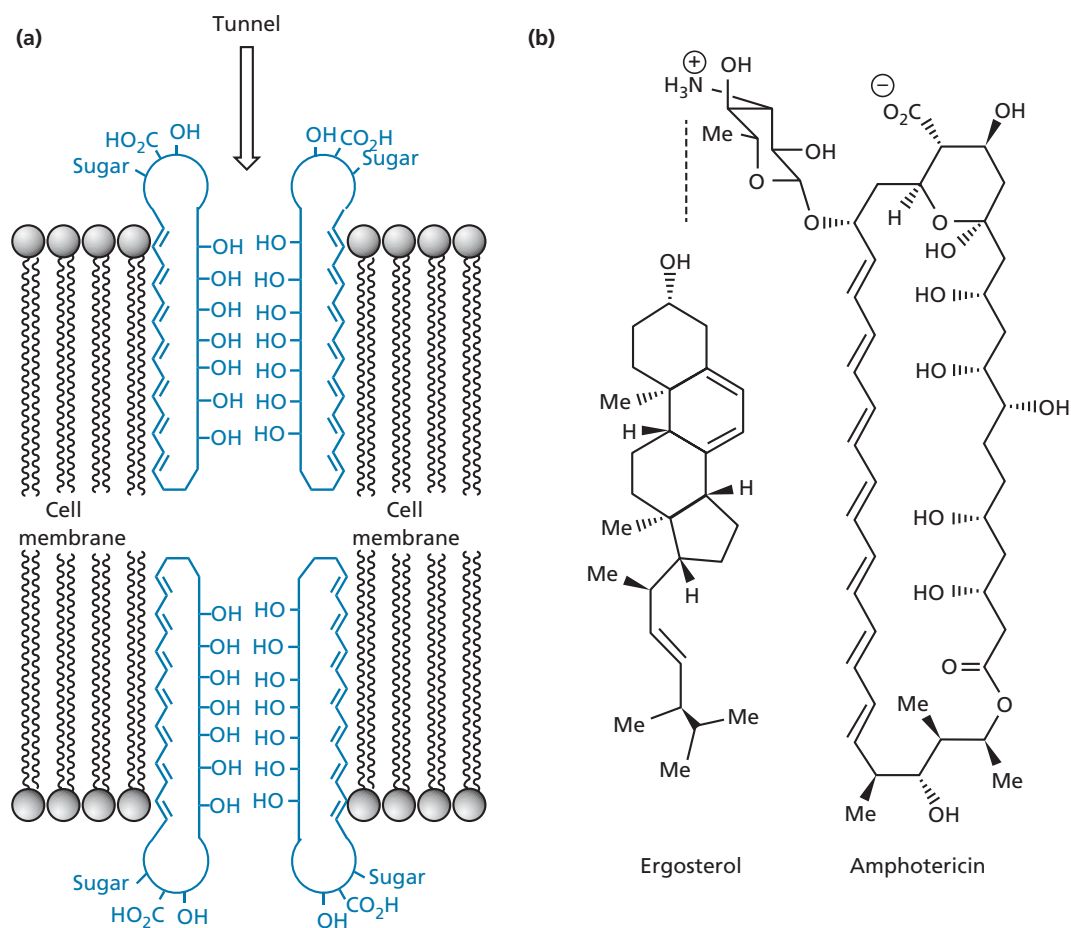 (a)
Tunnel
HO₂C OH
Sugar
OH CO₂H
Sugar
OH HO
OH HO
OH HO
OH HO
OH HO
OH HO
OH HO
Cell
membrane
Cell
membrane
OH HO
OH HO
OH HO
OH HO
OH HO
OH HO
OH HO
Sugar
HO₂C OH
Sugar
CO₂H
OH
(b)
+
H₃N
OH
Me
OH
O
O
−
O₂C
OH
H
O
HO
OH
HO
HO
OH
Me
H
H
Me
HO
Me
H
HO
O
O
Me
Me
Me
Me
Me
Me
OH
Ergosterol
Amphotericin